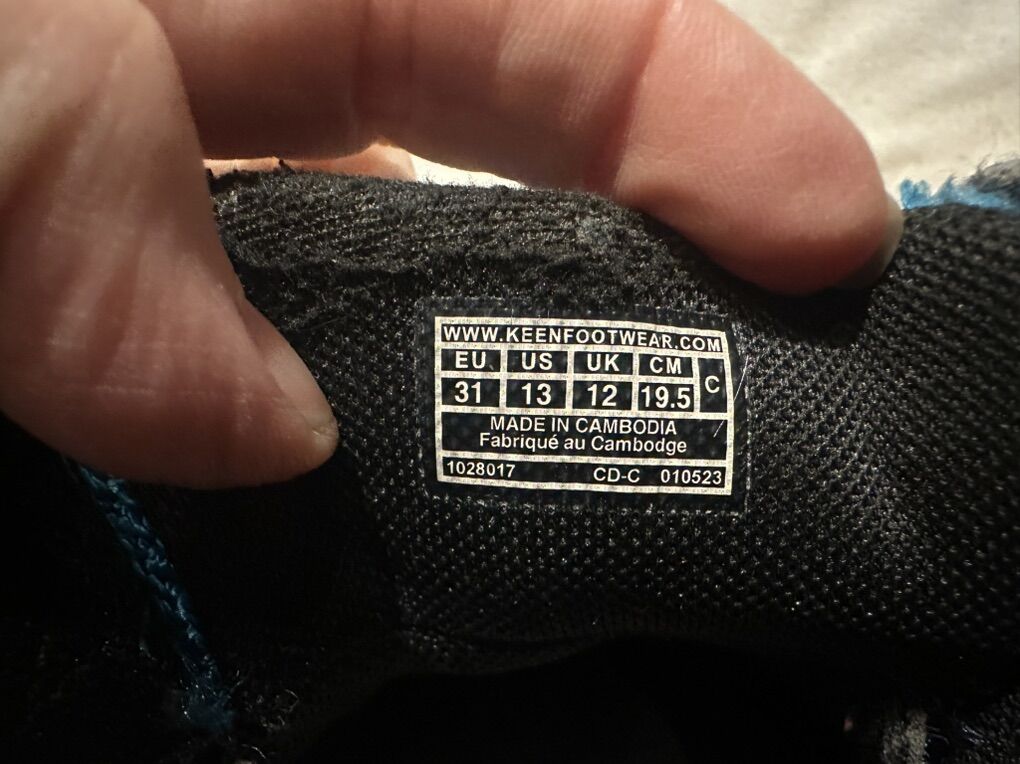 WWW.KEENFOOTWEAR.COM
EU US UK CM C
31 13 12 19.5
MADE IN CAMBODIA
Fabriqué au Cambodge
1028017 CD-C 010523